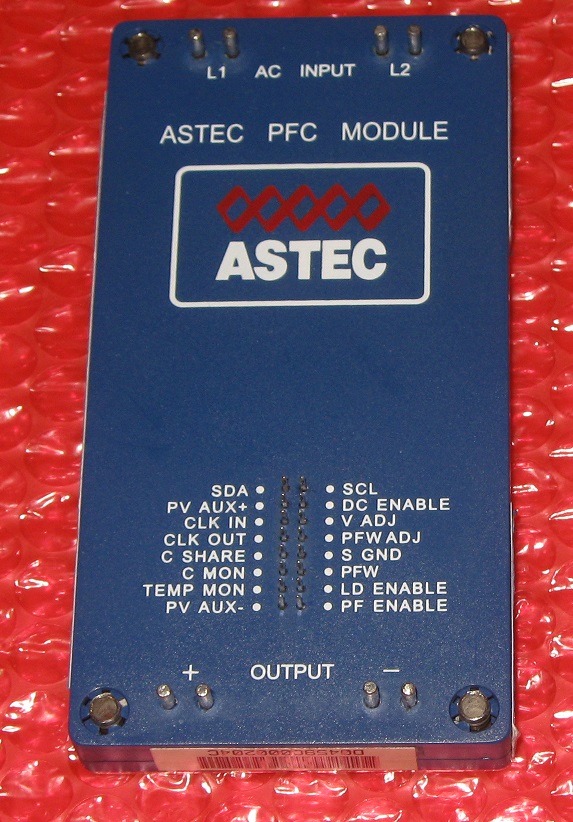 L1 AC INPUT L2
ASTEC PFC MODULE
ASTEC
SDA SCL
PV AUX+ DC ENABLE
CLK IN V ADJ
CLK OUT PFW ADJ
C SHARE S GND
C MON PFW
TEMP MON LD ENABLE
PV AUX- PF ENABLE
+ OUTPUT -